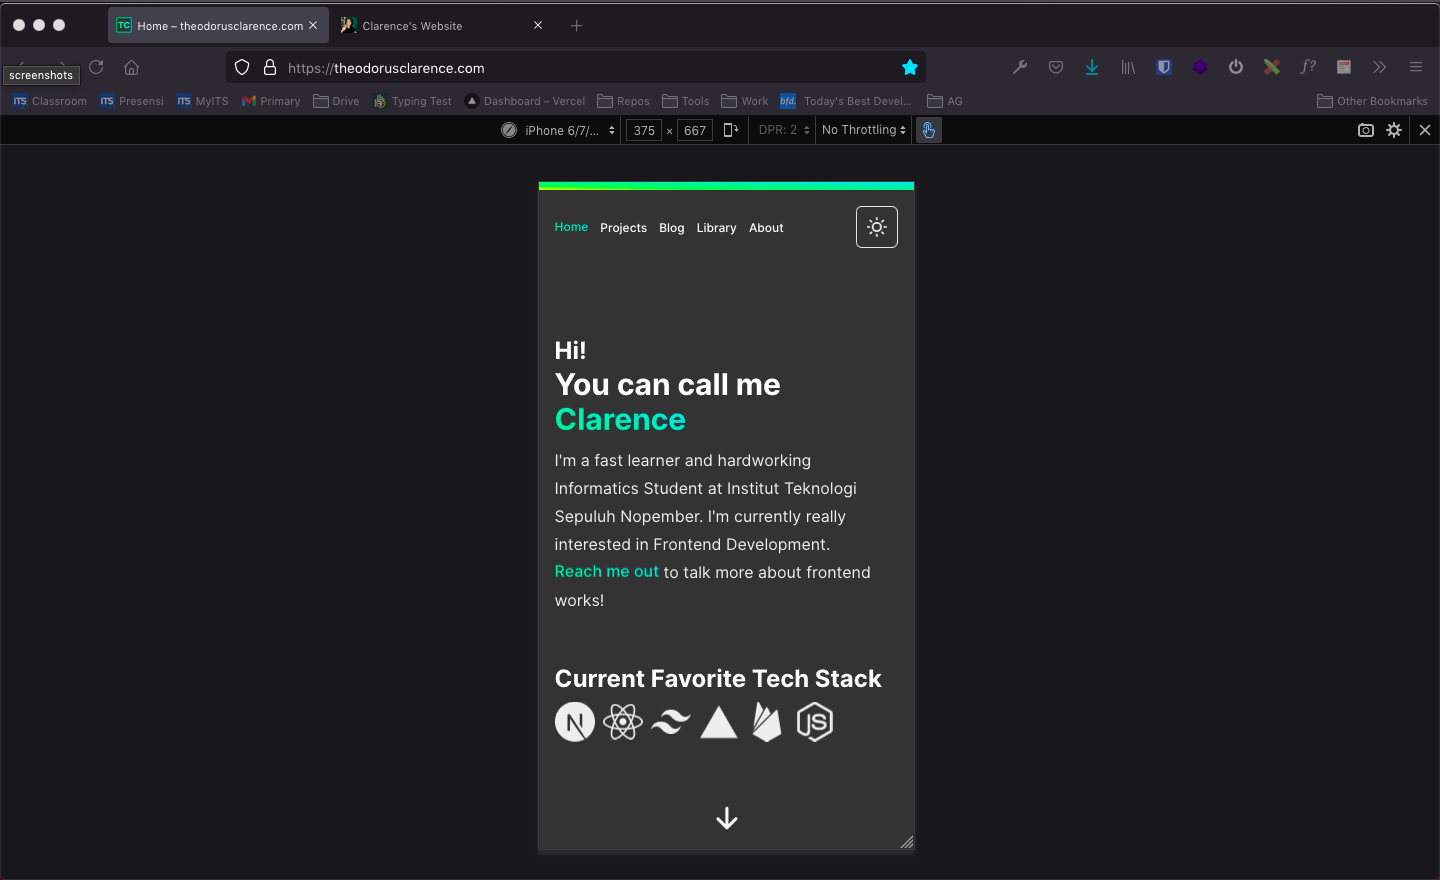 TC Home – theodorusclarence.com
Clarence's Website
https://theodorusclarence.com
f?
screenshots
ITS Classroom
ITS Presensi
ITS MyITS
Primary
Drive
Typing Test
Dashboard – Vercel
Repos
Tools
Work
bfd. Today's Best Devel...
AG
Other Bookmarks
iPhone 6/7/...
375 × 667
DPR: 2
No Throttling
Home Projects Blog Library About
Hi!
You can call me
Clarence
I'm a fast learner and hardworking
Informatics Student at Institut Teknologi
Sepuluh Nopember. I'm currently really
interested in Frontend Development.
Reach me out to talk more about frontend
works!
Current Favorite Tech Stack
N
JS